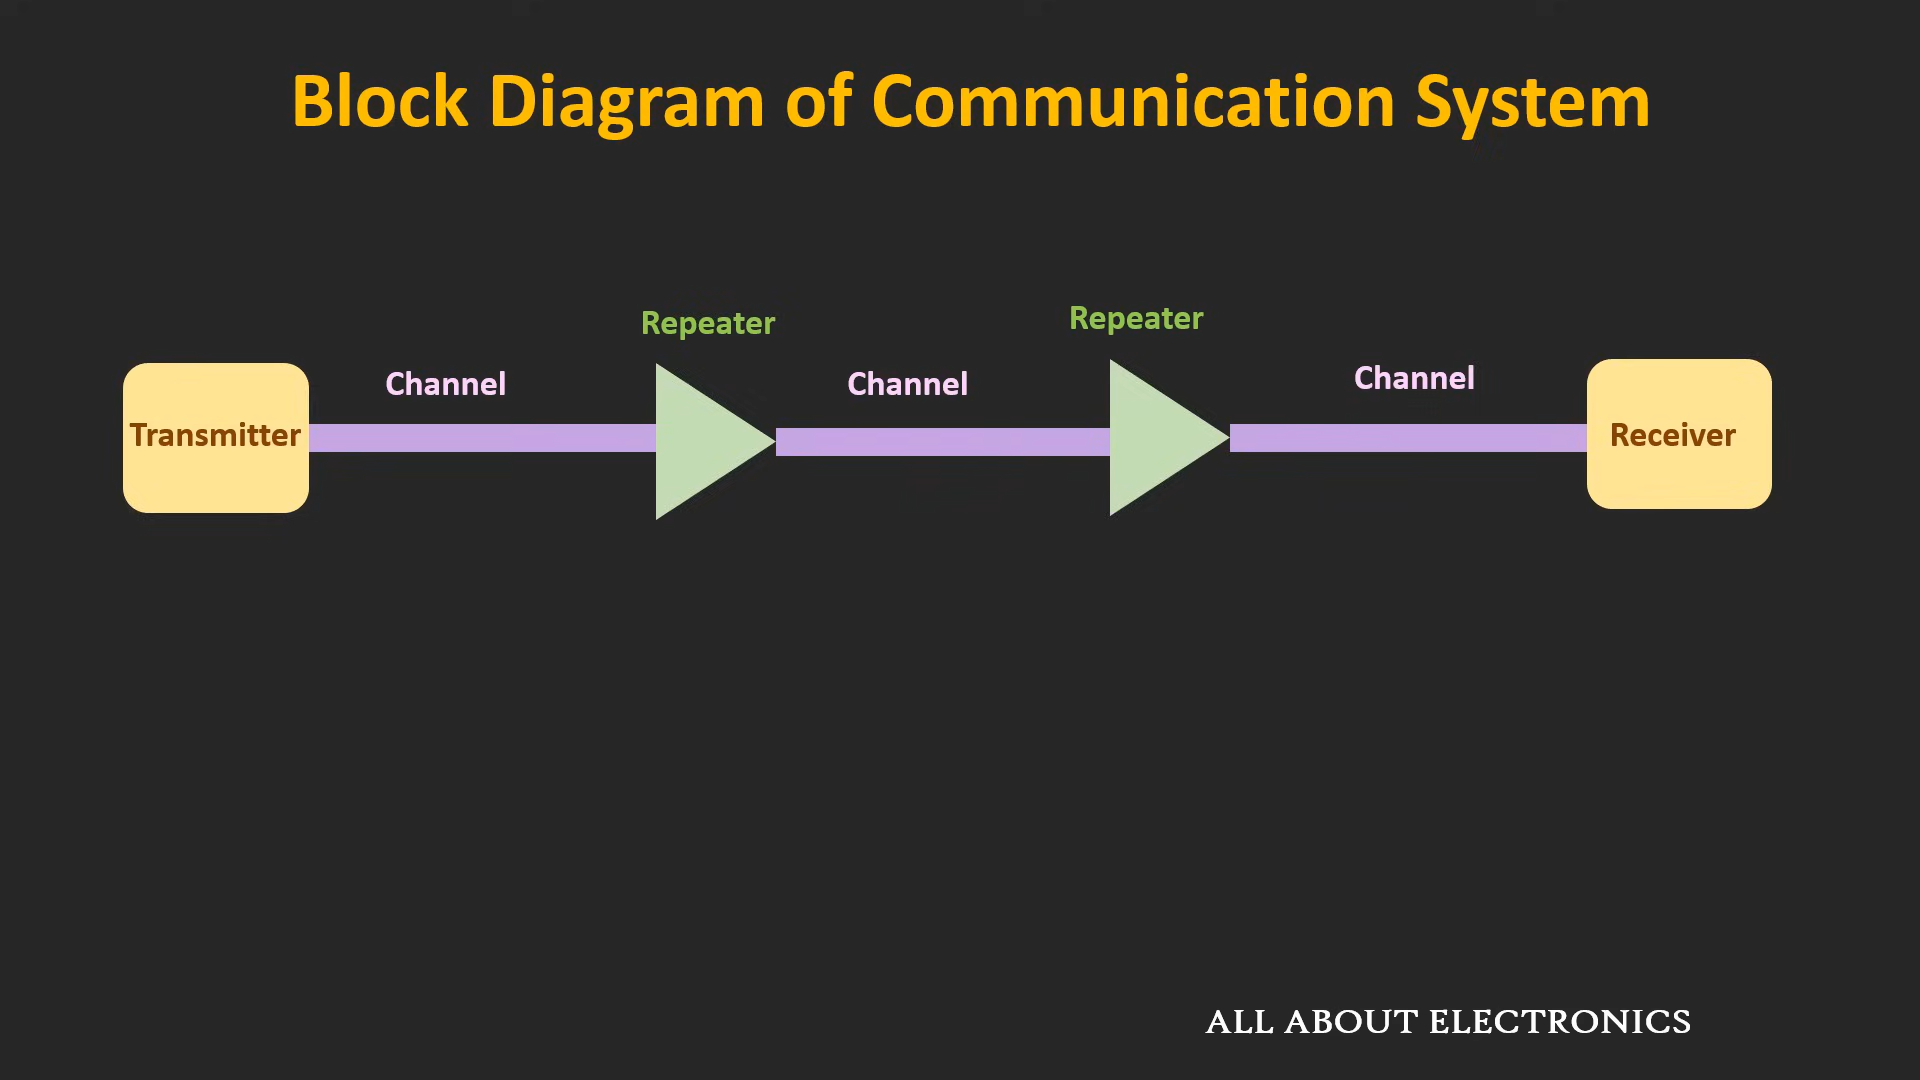 Block Diagram of Communication System
Repeater
Repeater
Channel
Channel
Channel
Transmitter
Receiver
ALL ABOUT ELECTRONICS